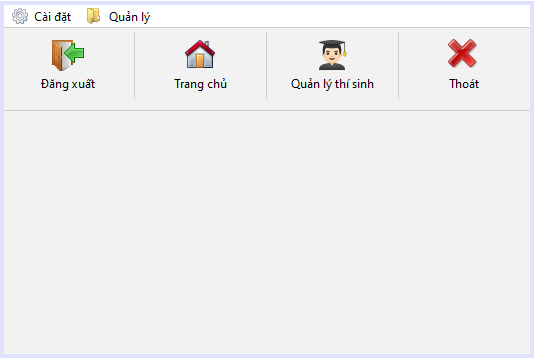 Cài đặt Quản lý
Đăng xuất Trang chủ Quản lý thí sinh Thoát